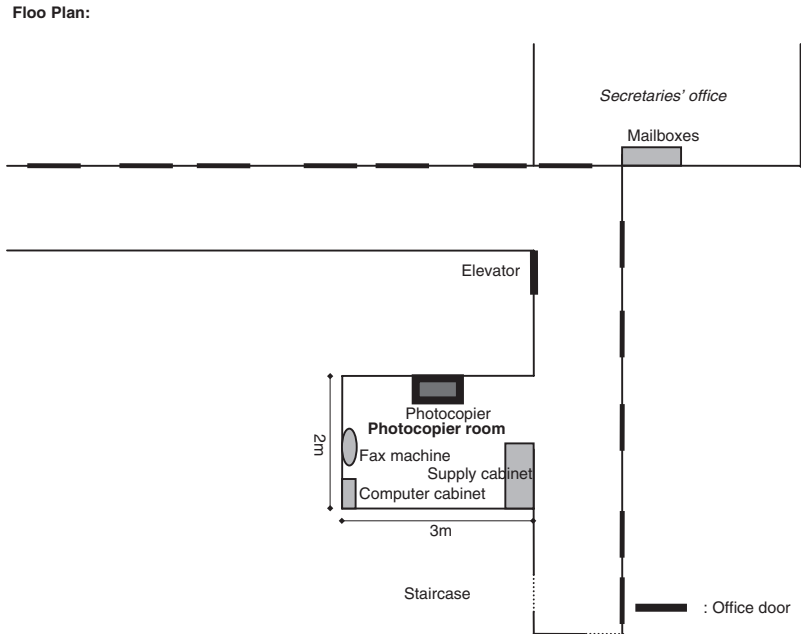 Floo Plan:
Secretaries' office
Mailboxes
Elevator
Photocopier
Photocopier room
2m
Fax machine
Supply cabinet
Computer cabinet
3m
Staircase
: Office door